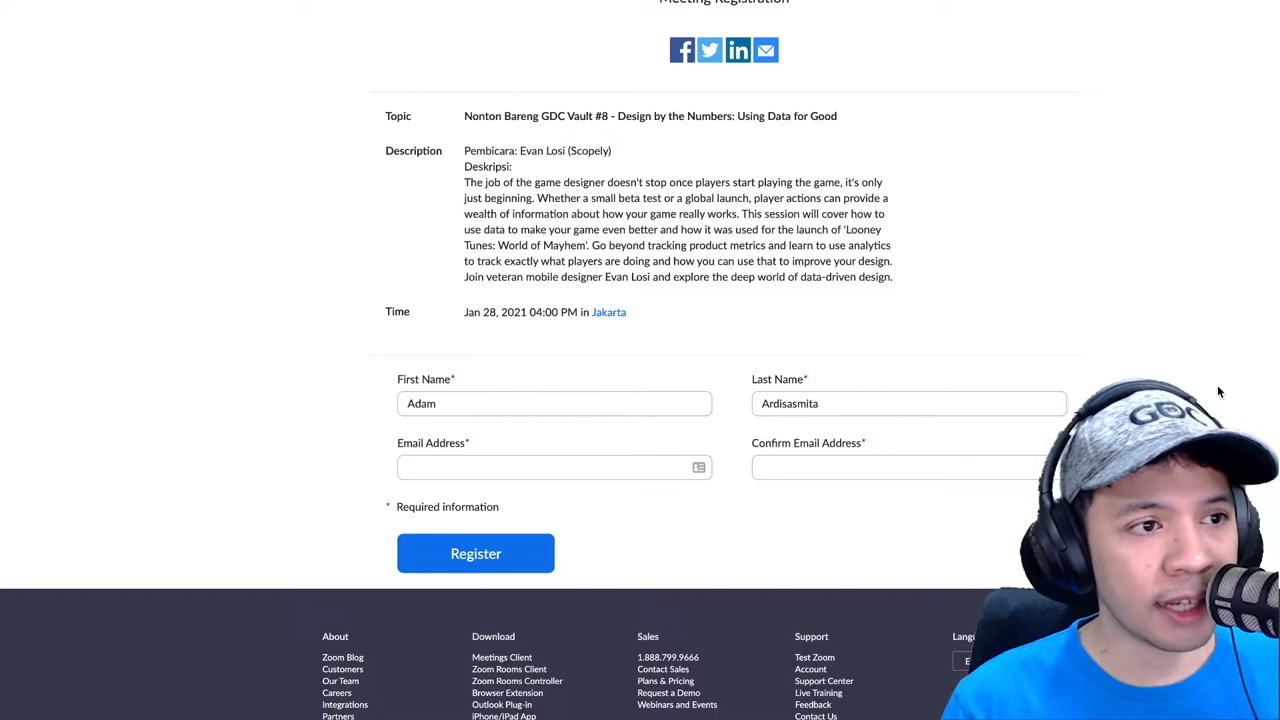 Meeting Registration
Topic
Nonton Bareng GDC Vault #8 - Design by the Numbers: Using Data for Good
Description
Pembicara: Evan Losi (Scopely)
Deskripsi:
The job of the game designer doesn't stop once players start playing the game, it's only
just beginning. Whether a small beta test or a global launch, player actions can provide a
wealth of information about how your game really works. This session will cover how to
use data to make your game even better and how it was used for the launch of 'Looney
Tunes: World of Mayhem'. Go beyond tracking product metrics and learn to use analytics
to track exactly what players are doing and how you can use that to improve your design.
Join veteran mobile designer Evan Losi and explore the deep world of data-driven design.
Time
Jan 28, 2021 04:00 PM in Jakarta
First Name*
Last Name*
Adam
Ardisasmita
Email Address*
Confirm Email Address*
* Required information
Register
GDC
About
Zoom Blog
Customers
Our Team
Careers
Integrations
Partners
Download
Meetings Client
Zoom Rooms Client
Zoom Rooms Controller
Browser Extension
Outlook Plug-in
iPhone/iPad App
Sales
1.888.799.9666
Contact Sales
Plans & Pricing
Request a Demo
Webinars and Events
Support
Test Zoom
Account
Support Center
Live Training
Feedback
Contact Us